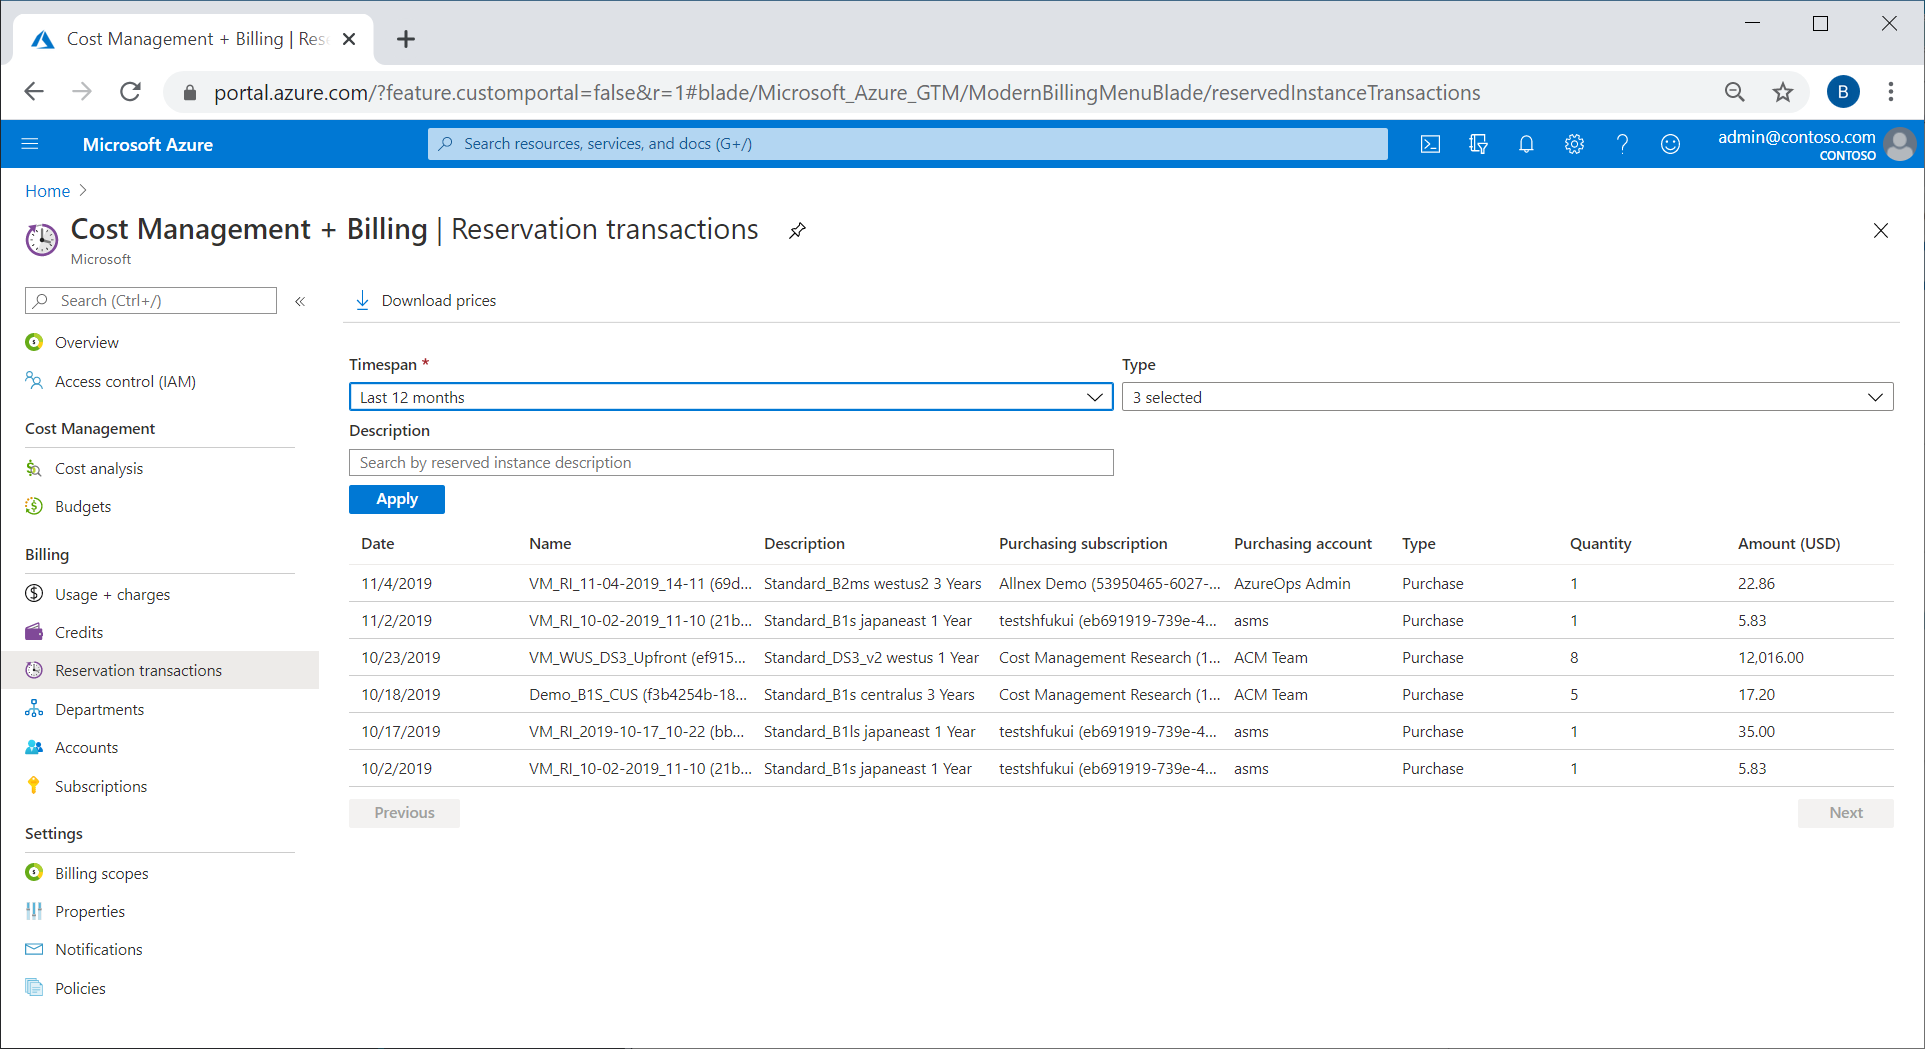 Cost Management + Billing | Res
portal.azure.com/?feature.customportal=false&r=1#blade/Microsoft_Azure_GTM/ModernBillingMenuBlade/reservedInstanceTransactions
B
Microsoft Azure
Search resources, services, and docs (G+/)
admin@contoso.com
CONTOSO
Home
Cost Management + Billing | Reservation transactions
Microsoft
Search (Ctrl+/)
Overview
Access control (IAM)
Cost Management
Cost analysis
Budgets
Billing
Usage + charges
Credits
Reservation transactions
Departments
Accounts
Subscriptions
Settings
Billing scopes
Properties
Notifications
Policies
Download prices
Timespan *
Last 12 months
Type
3 selected
Description
Search by reserved instance description
Apply
Date Name Description Purchasing subscription Purchasing account Type Quantity Amount (USD)
11/4/2019 VM_RI_11-04-2019_14-11 (69d... Standard_B2ms westus2 3 Years Allnex Demo (53950465-6027-... AzureOps Admin Purchase 1 22.86
11/2/2019 VM_RI_10-02-2019_11-10 (21b... Standard_B1s japaneast 1 Year testshfukui (eb691919-739e-4... asms Purchase 1 5.83
10/23/2019 VM_WUS_DS3_Upfront (ef915... Standard_DS3_v2 westus 1 Year Cost Management Research (1... ACM Team Purchase 8 12,016.00
10/18/2019 Demo_B1S_CUS (f3b4254b-18... Standard_B1s centralus 3 Years Cost Management Research (1... ACM Team Purchase 5 17.20
10/17/2019 VM_RI_2019-10-17_10-22 (bb... Standard_B1ls japaneast 1 Year testshfukui (eb691919-739e-4... asms Purchase 1 35.00
10/2/2019 VM_RI_10-02-2019_11-10 (21b... Standard_B1s japaneast 1 Year testshfukui (eb691919-739e-4... asms Purchase 1 5.83
Previous
Next